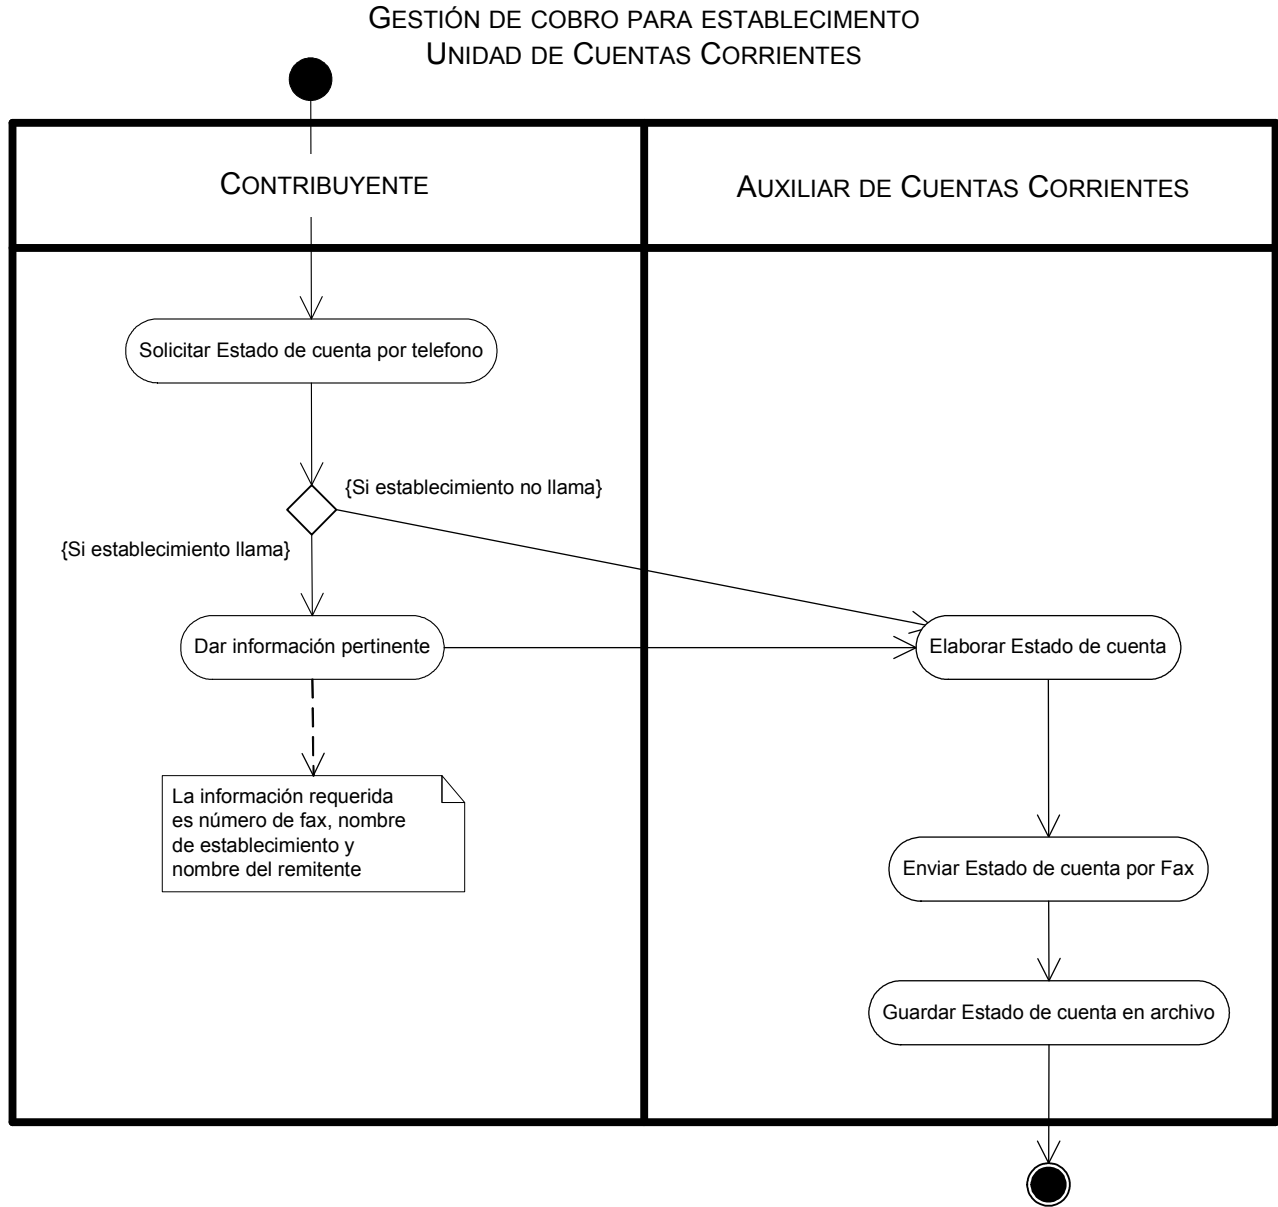 GESTIÓN DE COBRO PARA ESTABLECIMENTO
UNIDAD DE CUENTAS CORRIENTES
CONTRIBUYENTE
AUXILIAR DE CUENTAS CORRIENTES
Solicitar Estado de cuenta por telefono
{Si establecimiento no llama}
{Si establecimiento llama}
Dar información pertinente
Elaborar Estado de cuenta
La información requerida
es número de fax, nombre
de establecimiento y
nombre del remitente
Enviar Estado de cuenta por Fax
Guardar Estado de cuenta en archivo